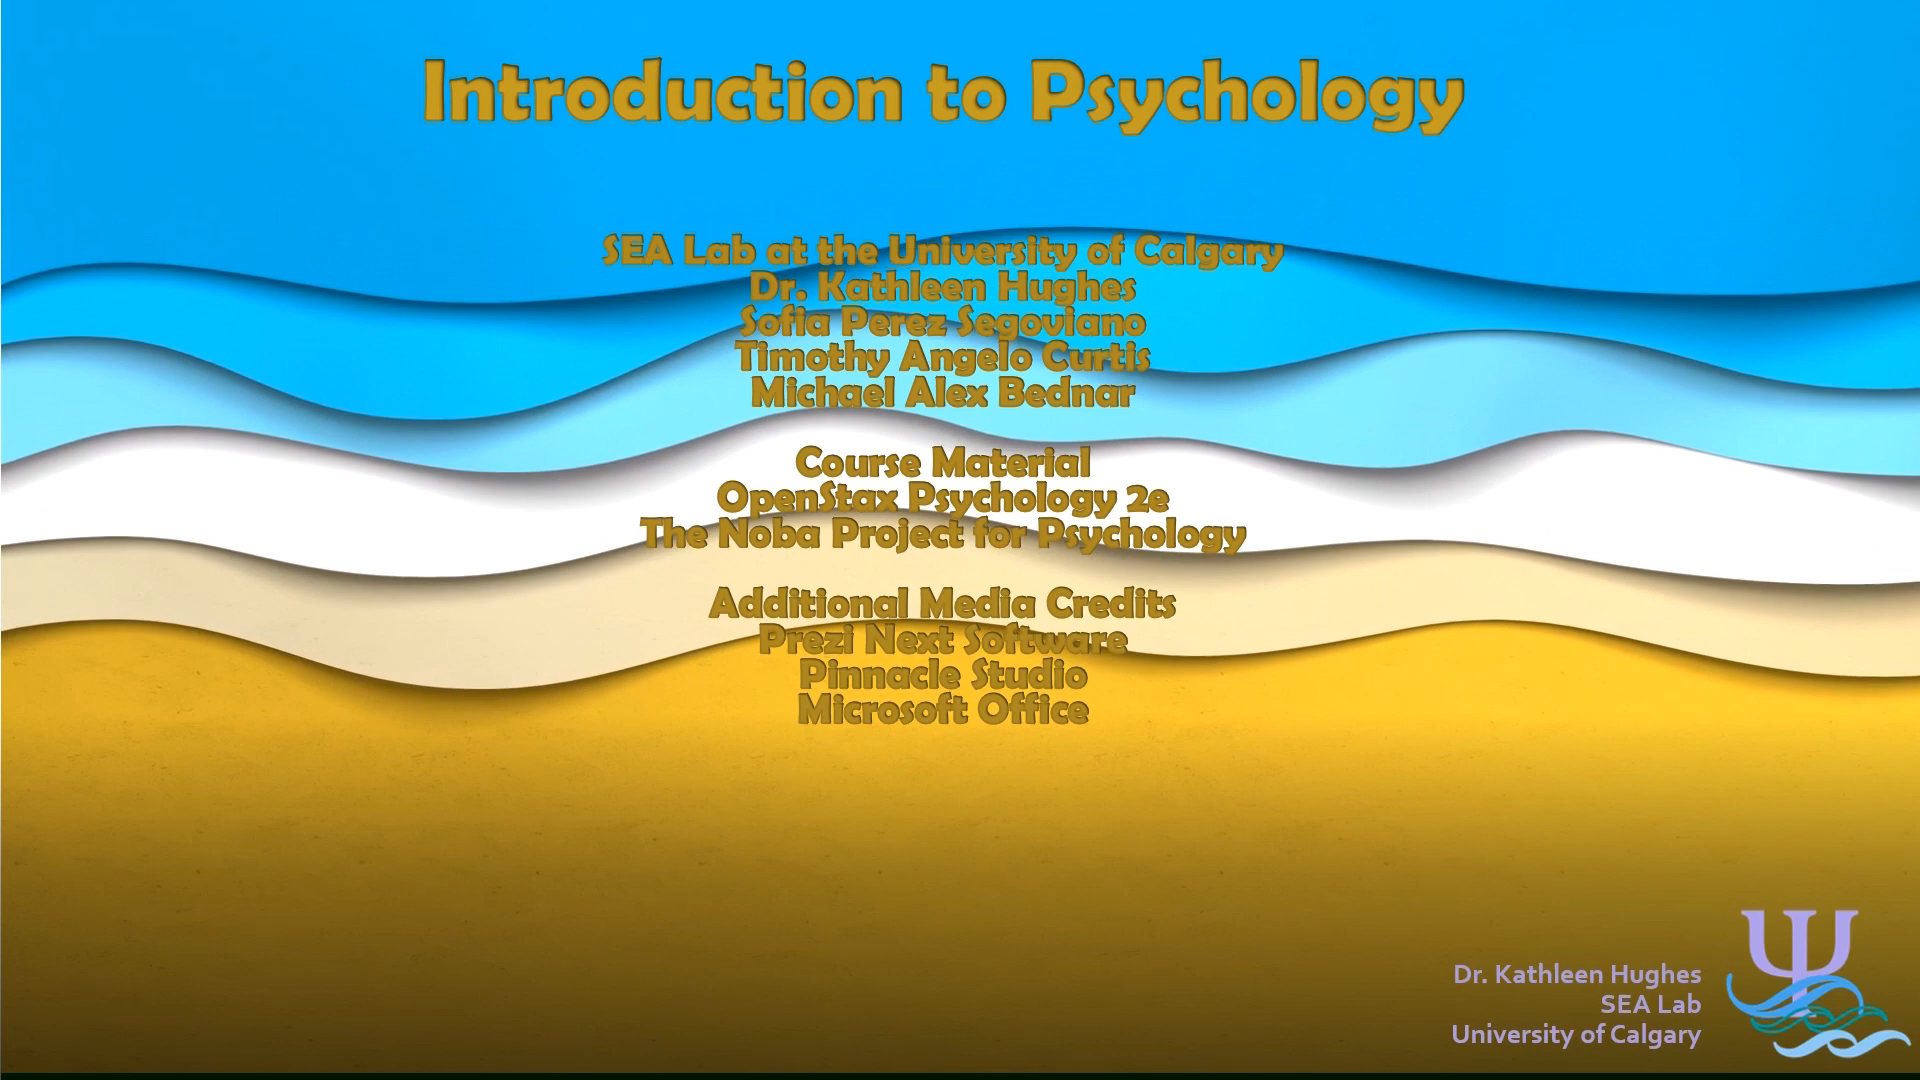 Introduction to Psychology
SEA Lab at the University of Calgary
Dr. Kathleen Hughes
Sofia Perez Segoviano
Timothy Angelo Curtis
Michael Alex Bednar
Course Material
OpenStax Psychology 2e
The Noba Project for Psychology
Additional Media Credits
Prezi Next Software
Pinnacle Studio
Microsoft Office
Dr. Kathleen Hughes
SEA Lab
University of Calgary